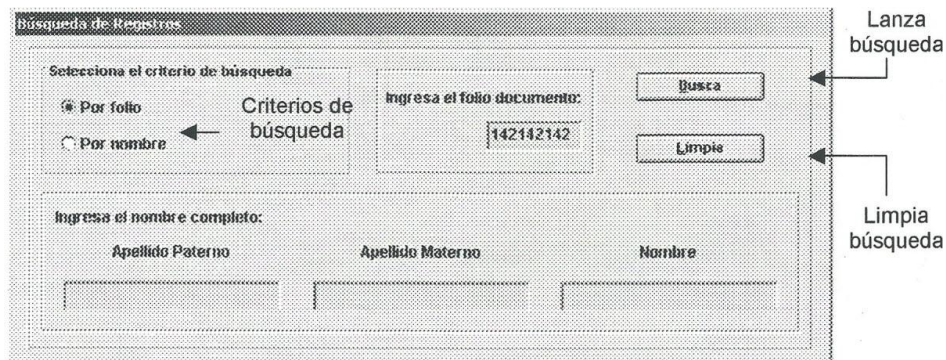 Búsqueda de Registros
Lanza
búsqueda
Selecciona el criterio de búsqueda
Por folio
Por nombre
Criterios de
búsqueda
Ingresa el folio documento:
142142142
Busca
Limpia
Limpia
búsqueda
Ingresa el nombre completo:
Apellido Paterno
Apellido Materno
Nombre